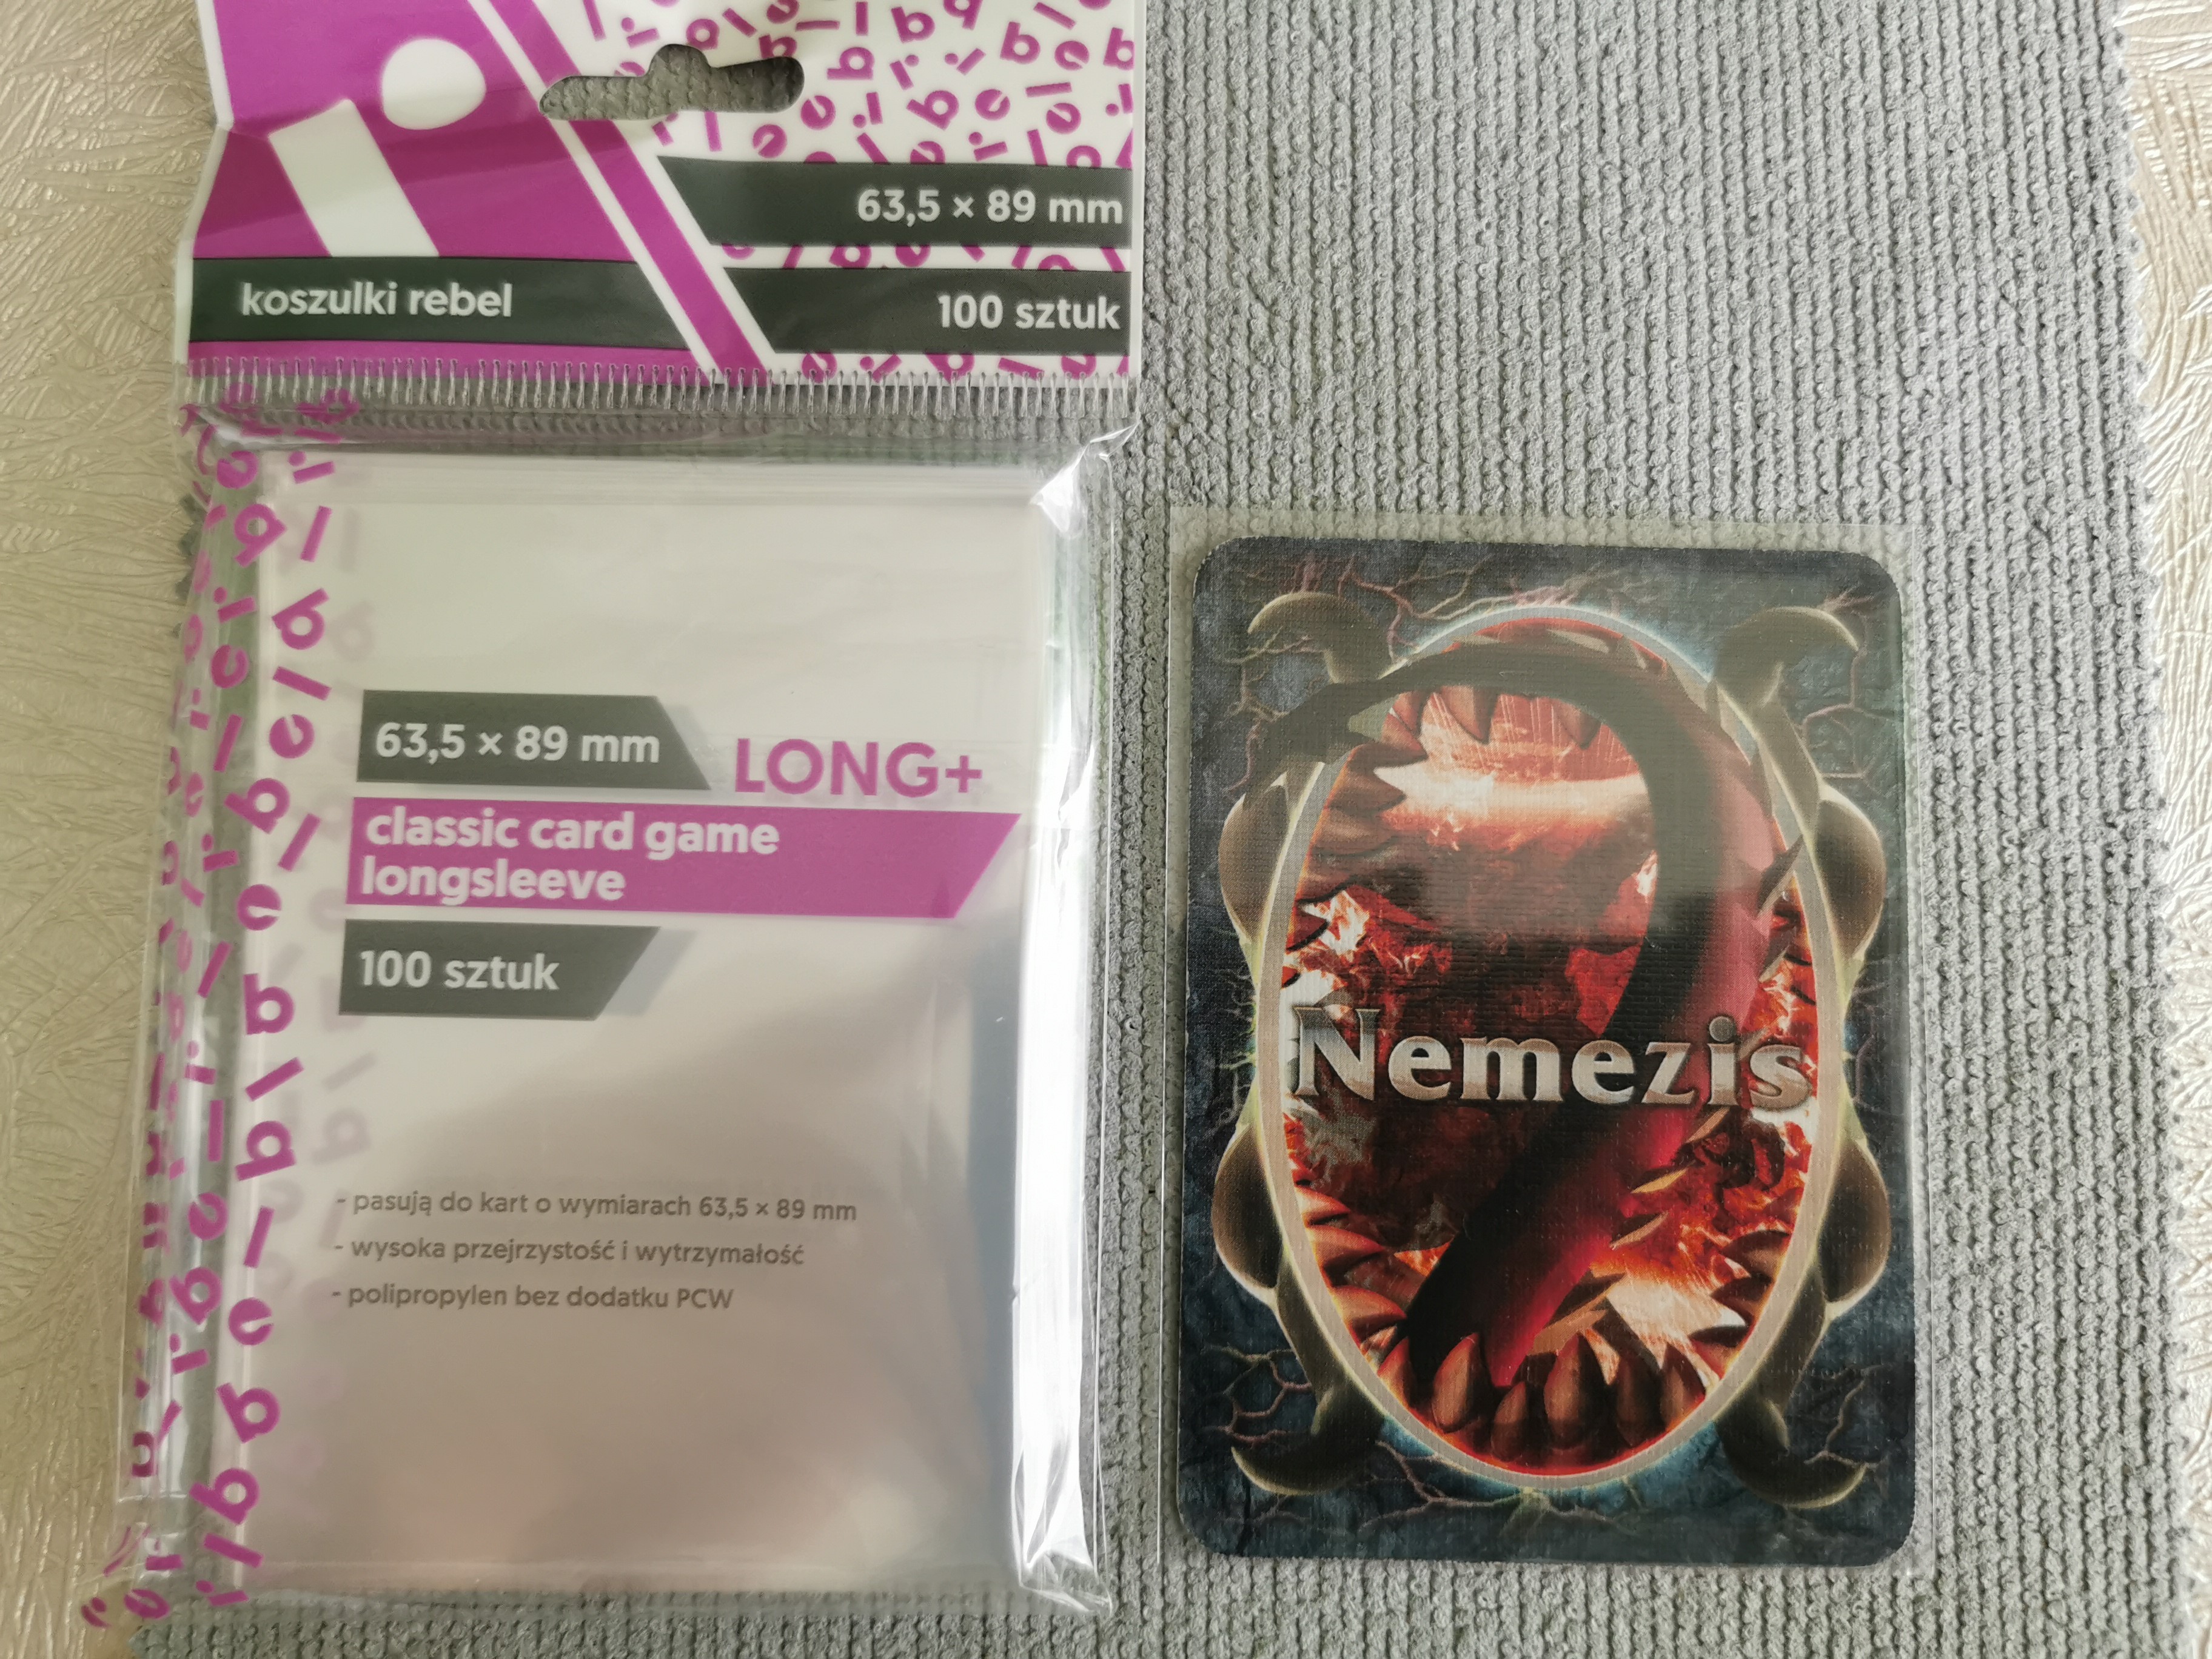 63,5 × 89 mm
koszulki rebel
100 sztuk
63,5 × 89 mm
LONG+
classic card game
longsleeve
100 sztuk
- pasują do kart o wymiarach 63,5 × 89 mm
- wysoka przejrzystość i wytrzymałość
- polipropylen bez dodatku PCW
Nemezis